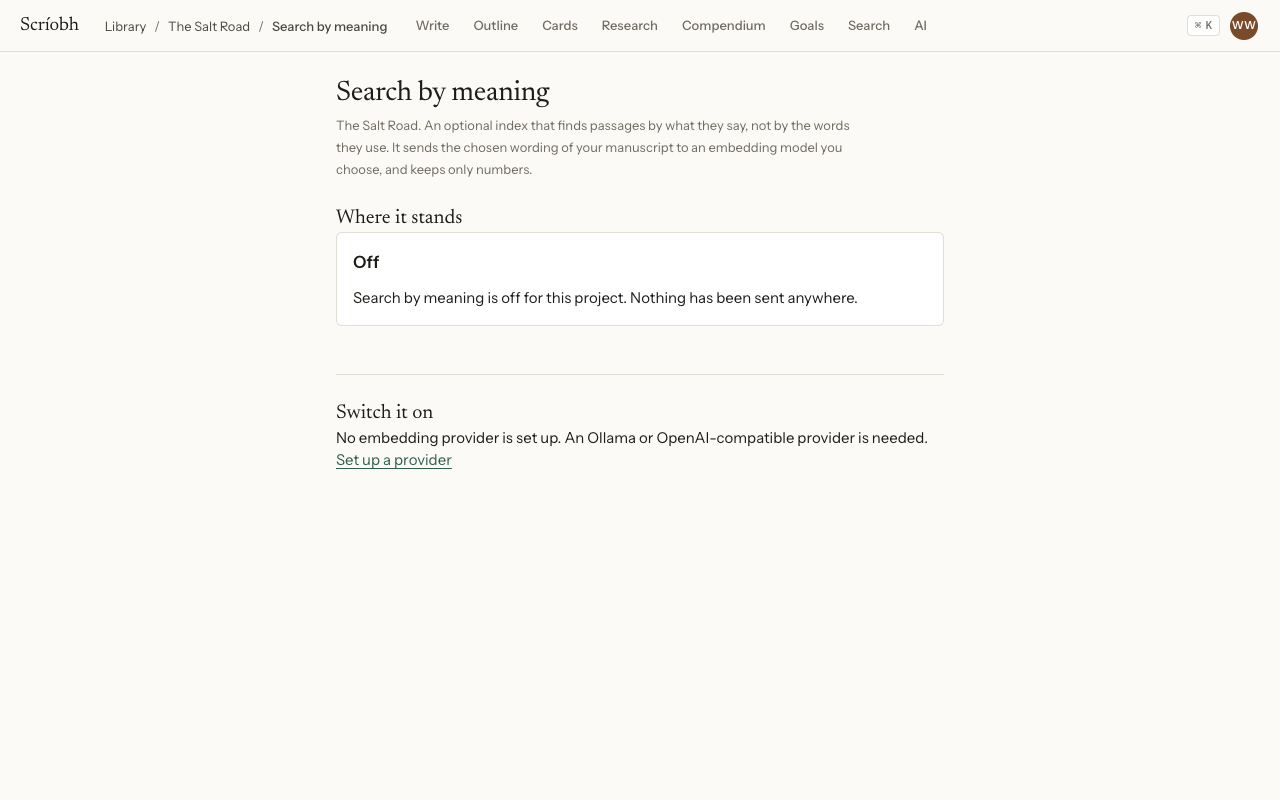 Scríobh
Library / The Salt Road / Search by meaning
Write Outline Cards Research Compendium Goals Search AI
⌘ K
WW
Search by meaning
The Salt Road. An optional index that finds passages by what they say, not by the words
they use. It sends the chosen wording of your manuscript to an embedding model you
choose, and keeps only numbers.
Where it stands
Off
Search by meaning is off for this project. Nothing has been sent anywhere.
Switch it on
No embedding provider is set up. An Ollama or OpenAI-compatible provider is needed.
Set up a provider